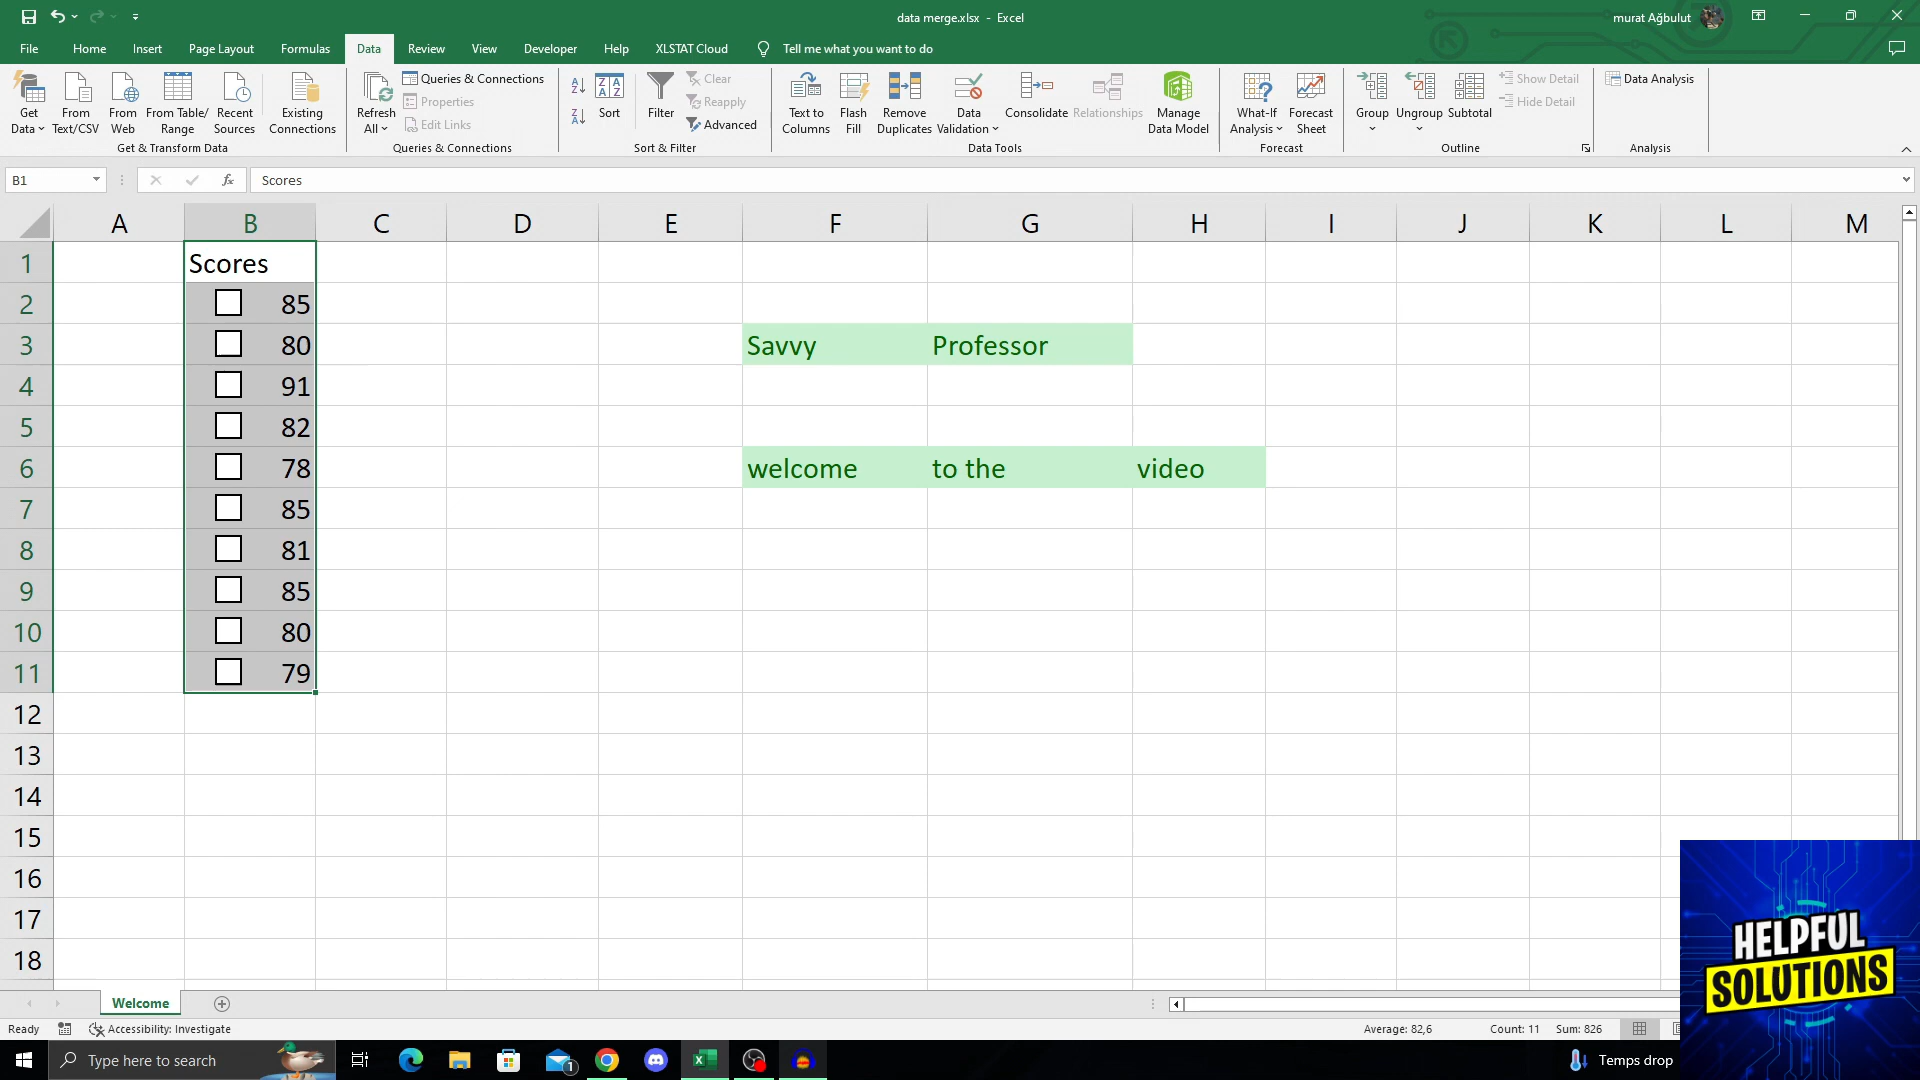 data merge.xlsx - Excel
murat Ağbulut
File Home Insert Page Layout Formulas Data Review View Developer Help XLSTAT Cloud Tell me what you want to do
Get Data
From Text/CSV
From Web
From Table/ Range
Recent Sources
Existing Connections
Get & Transform Data
Refresh All
Queries & Connections
Properties
Edit Links
Queries & Connections
Sort
Filter
Clear
Reapply
Advanced
Sort & Filter
Text to Columns
Flash Fill
Remove Duplicates
Data Validation
Consolidate
Relationships
Manage Data Model
Data Tools
What-If Analysis
Forecast Sheet
Forecast
Group
Ungroup
Subtotal
Show Detail
Hide Detail
Outline
Data Analysis
Analysis
B1
fx
Scores
A B C D E F G H I J K L M
1 Scores
2 85
3 80 Savvy Professor
4 91
5 82
6 78 welcome to the video
7 85
8 81
9 85
10 80
11 79
12
13
14
15
16
17
18
HELPFUL
SOLUTIONS
Welcome
Ready
Accessibility: Investigate
Average: 82,6 Count: 11 Sum: 826
Type here to search
1
Temps drop